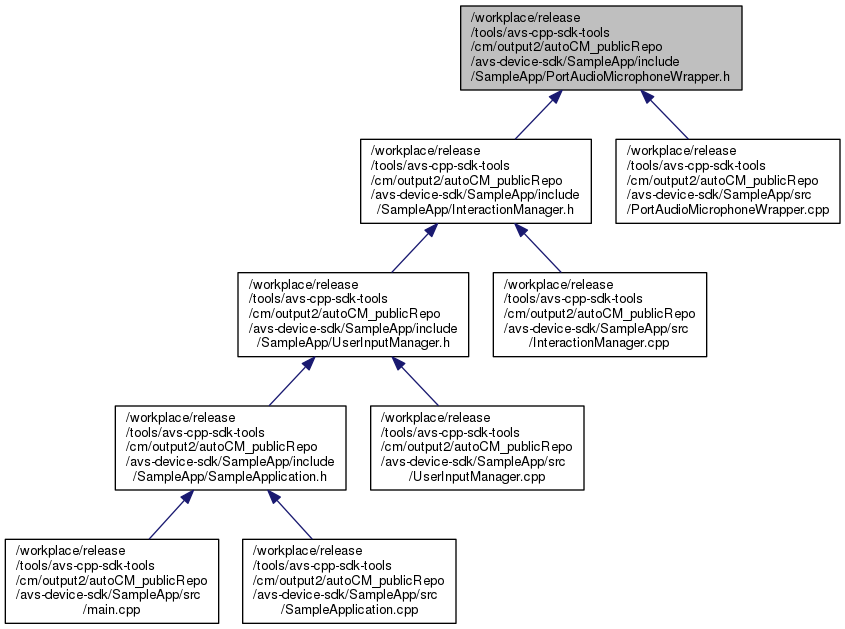 /workplace/release
/tools/avs-cpp-sdk-tools
/cm/output2/autoCM_publicRepo
/avs-device-sdk/SampleApp/include
/SampleApp/PortAudioMicrophoneWrapper.h
/workplace/release
/tools/avs-cpp-sdk-tools
/cm/output2/autoCM_publicRepo
/avs-device-sdk/SampleApp/include
/SampleApp/InteractionManager.h
/workplace/release
/tools/avs-cpp-sdk-tools
/cm/output2/autoCM_publicRepo
/avs-device-sdk/SampleApp/src
/PortAudioMicrophoneWrapper.cpp
/workplace/release
/tools/avs-cpp-sdk-tools
/cm/output2/autoCM_publicRepo
/avs-device-sdk/SampleApp/include
/SampleApp/UserInputManager.h
/workplace/release
/tools/avs-cpp-sdk-tools
/cm/output2/autoCM_publicRepo
/avs-device-sdk/SampleApp/src
/InteractionManager.cpp
/workplace/release
/tools/avs-cpp-sdk-tools
/cm/output2/autoCM_publicRepo
/avs-device-sdk/SampleApp/include
/SampleApp/SampleApplication.h
/workplace/release
/tools/avs-cpp-sdk-tools
/cm/output2/autoCM_publicRepo
/avs-device-sdk/SampleApp/src
/UserInputManager.cpp
/workplace/release
/tools/avs-cpp-sdk-tools
/cm/output2/autoCM_publicRepo
/avs-device-sdk/SampleApp/src
/main.cpp
/workplace/release
/tools/avs-cpp-sdk-tools
/cm/output2/autoCM_publicRepo
/avs-device-sdk/SampleApp/src
/SampleApplication.cpp